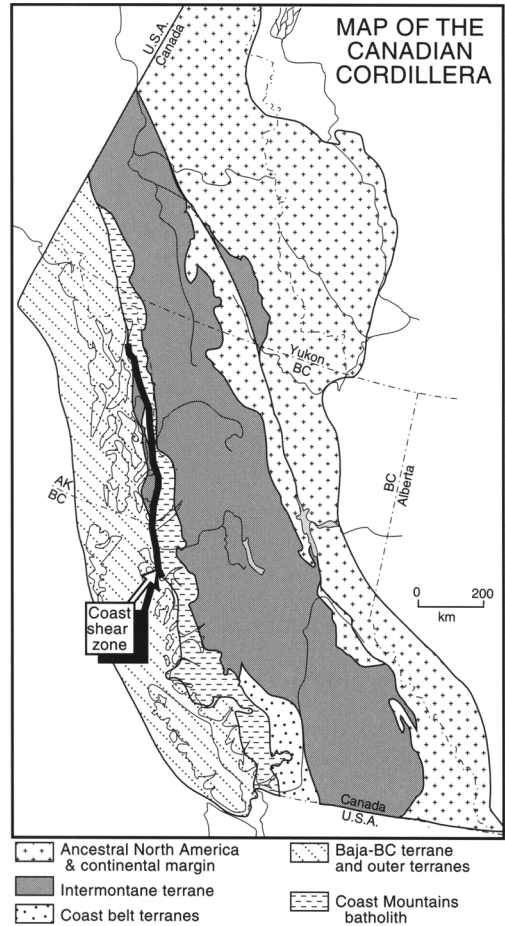 MAP OF THE
CANADIAN
CORDILLERA
U.S.A.
Canada
Yukon
BC
AK
BC
BC
Alberta
0 200
km
Coast
shear
zone
Canada
U.S.A.
Ancestral North America
& continental margin
Intermontane terrane
Coast belt terranes
Baja-BC terrane
and outer terranes
Coast Mountains
batholith